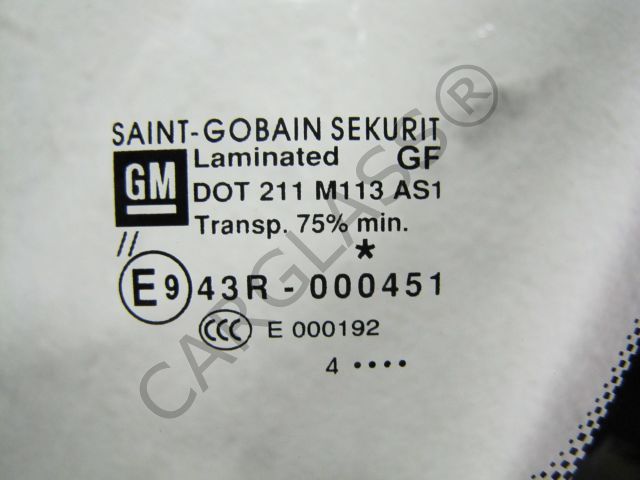 SAINT-GOBAIN SEKURIT
GM Laminated GF
DOT 211 M113 AS1
Transp. 75% min.
// *
E9 43R - 000451
CCC E 000192
4 ••••
CARGLASS®